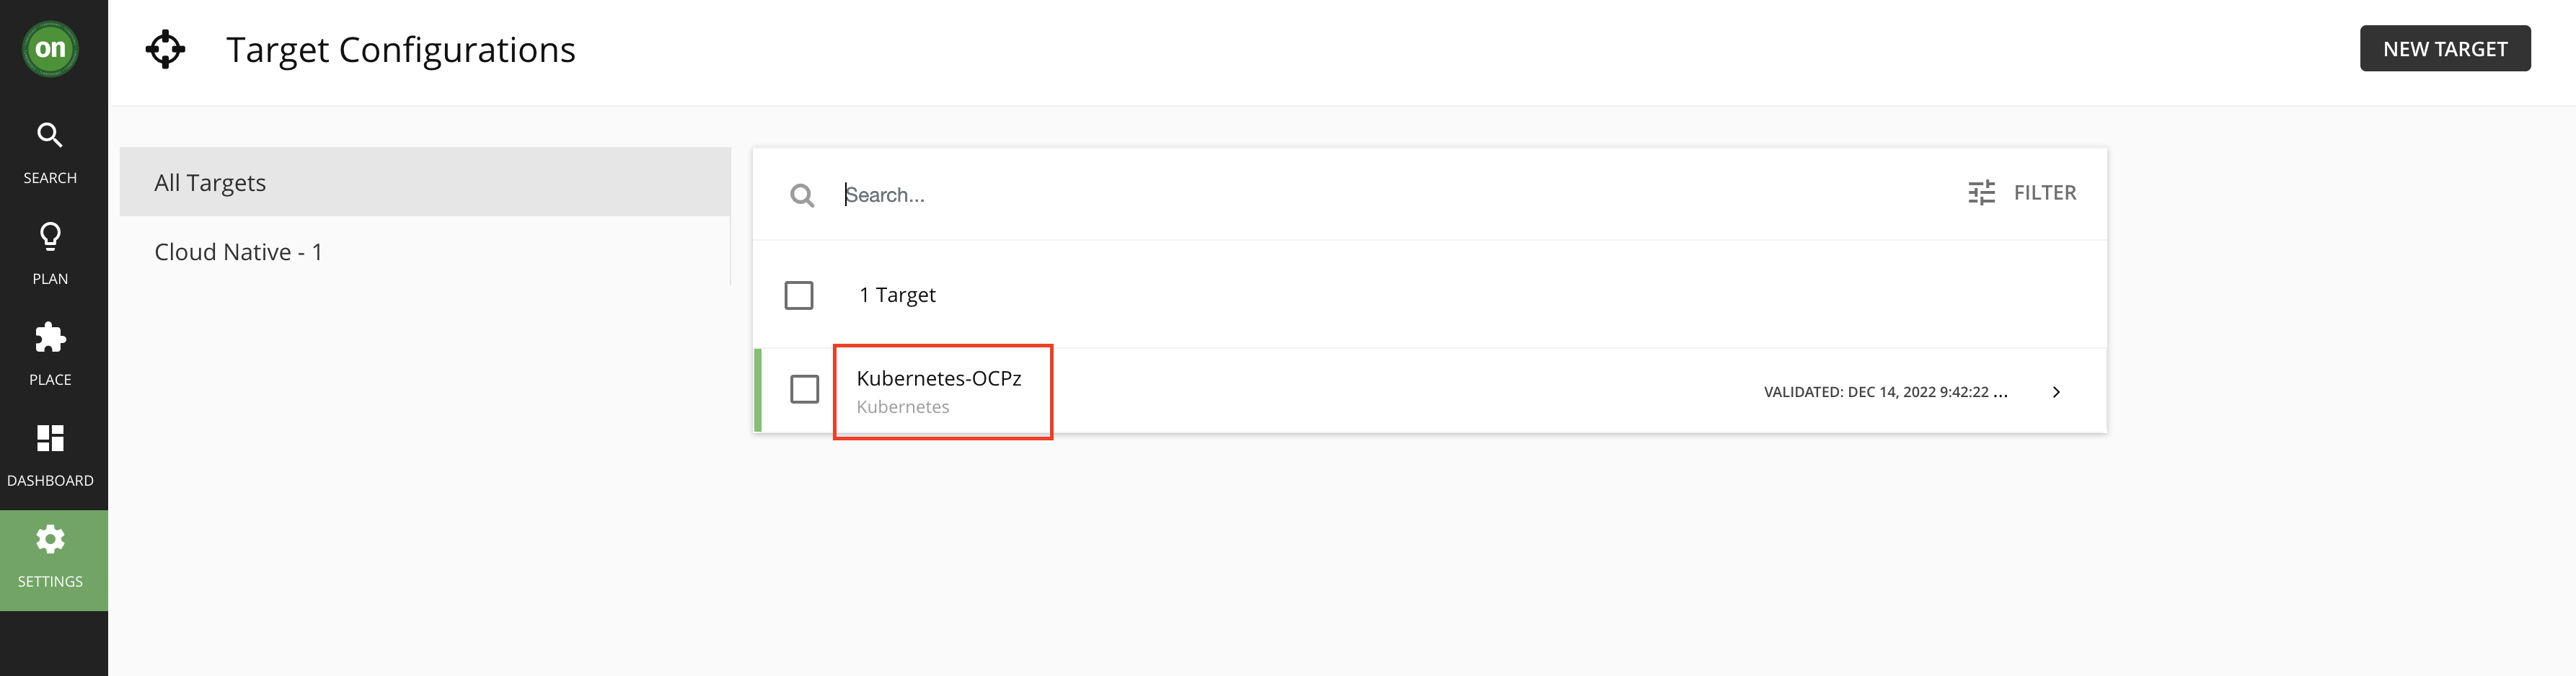 on
Target Configurations
NEW TARGET
SEARCH
PLAN
PLACE
DASHBOARD
SETTINGS
All Targets
Cloud Native - 1
Search...
FILTER
1 Target
Kubernetes-OCPz
Kubernetes
VALIDATED: DEC 14, 2022 9:42:22 ...